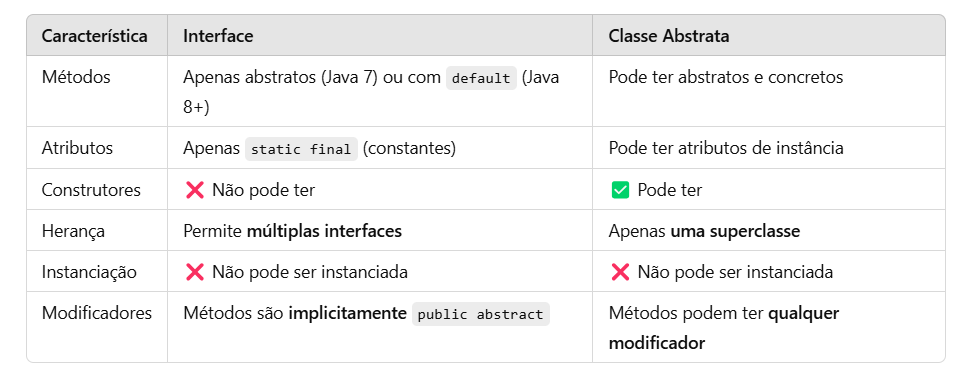 Característica Interface Classe Abstrata
Métodos Apenas abstratos (Java 7) ou com default (Java 8+) Pode ter abstratos e concretos
Atributos Apenas static final (constantes) Pode ter atributos de instância
Construtores ❌ Não pode ter ✅ Pode ter
Herança Permite múltiplas interfaces Apenas uma superclasse
Instanciação ❌ Não pode ser instanciada ❌ Não pode ser instanciada
Modificadores Métodos são implicitamente public abstract Métodos podem ter qualquer modificador